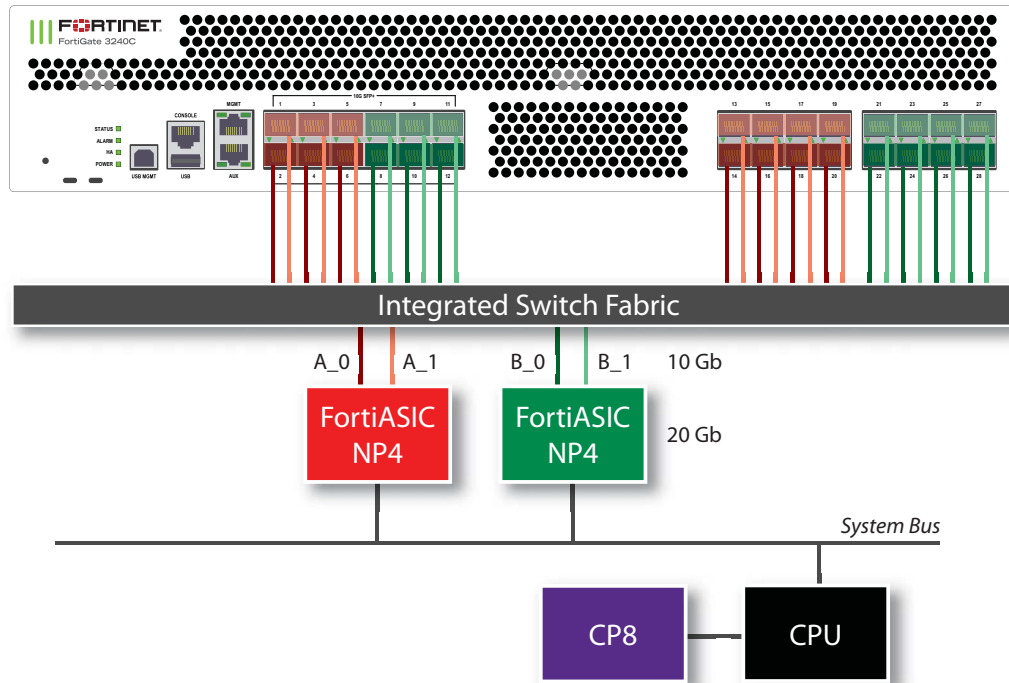 FORTINET.
FortiGate 3240C
STATUS
ALARM
HA
POWER
USB MGMT
CONSOLE
USB
MGMT
AUX
10G SFP+
1 3 5 7 9 11
2 4 6 8 10 12
13 15 17 19
14 16 18 20
21 23 25 27
22 24 26 28
Integrated Switch Fabric
A_0 A_1 B_0 B_1 10 Gb
FortiASIC
NP4
FortiASIC
NP4
20 Gb
System Bus
CP8
CPU